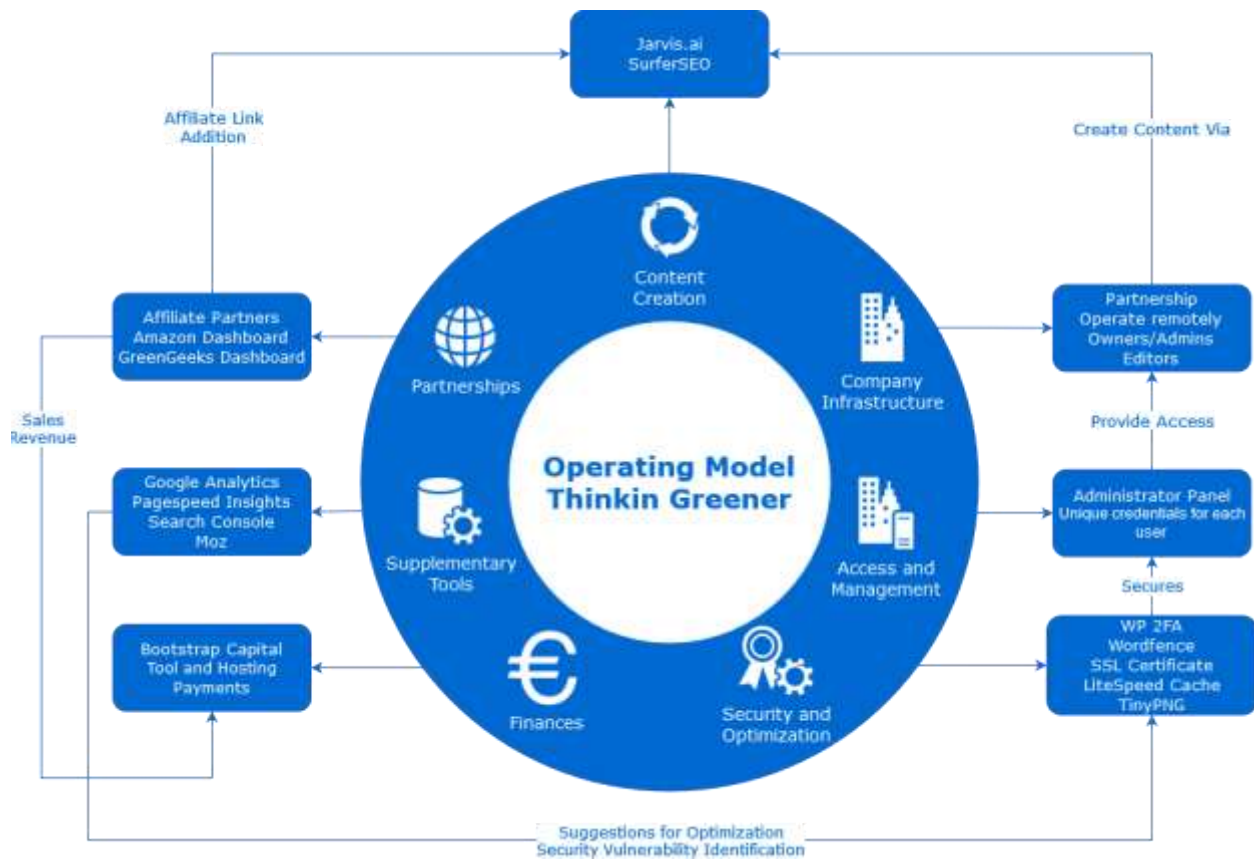 Jarvis.ai
SurferSEO
Affiliate Link
Addition
Create Content Via
Content
Creation
Affiliate Partners
Amazon Dashboard
GreenGeeks Dashboard
Partnerships
Company
Infrastructure
Partnership
Operate remotely
Owners/Admins
Editors
Sales
Revenue
Provide Access
Operating Model
Thinkin Greener
Google Analytics
Pagespeed Insights
Search Console
Moz
Supplementary
Tools
Access and
Management
Administrator Panel
Unique credentials for each
user
Secures
Bootstrap Capital
Tool and Hosting
Payments
Finances
Security and
Optimization
WP 2FA
Wordfence
SSL Certificate
LiteSpeed Cache
TinyPNG
Suggestions for Optimization
Security Vulnerability Identification